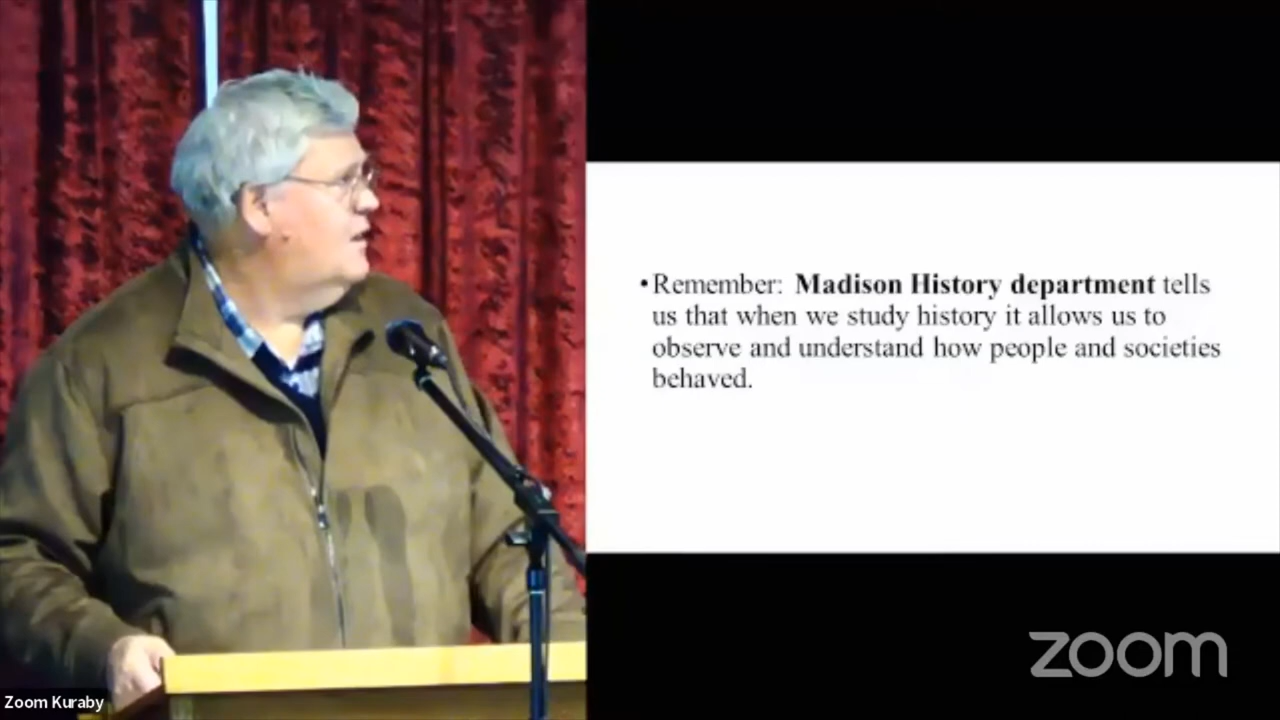 • Remember: Madison History department tells
us that when we study history it allows us to
observe and understand how people and societies
behaved.
zoom
Zoom Kuraby